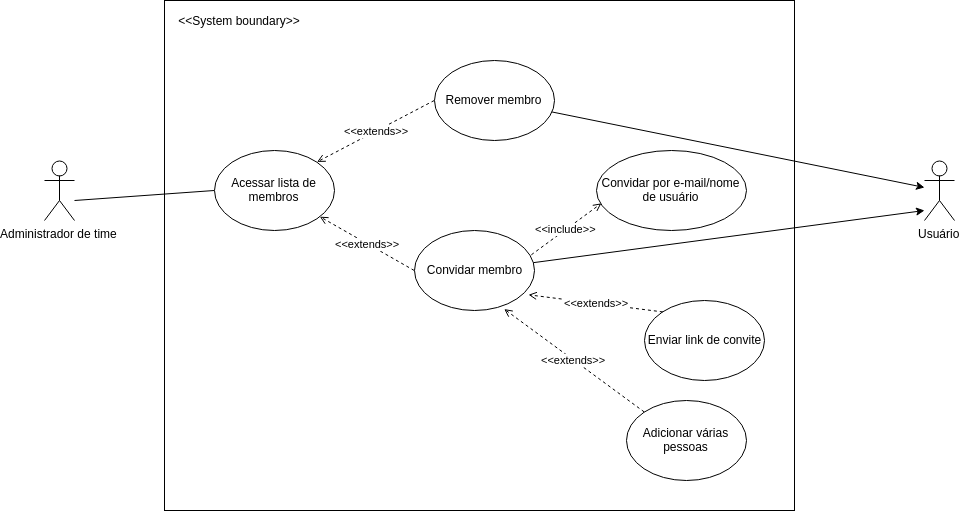 <<System boundary>>
Remover membro
<<extends>>
Acessar lista de
membros
Convidar por e-mail/nome
de usuário
Administrador de time
Usuário
<<include>>
<<extends>>
Convidar membro
<<extends>>
Enviar link de convite
<<extends>>
Adicionar várias
pessoas